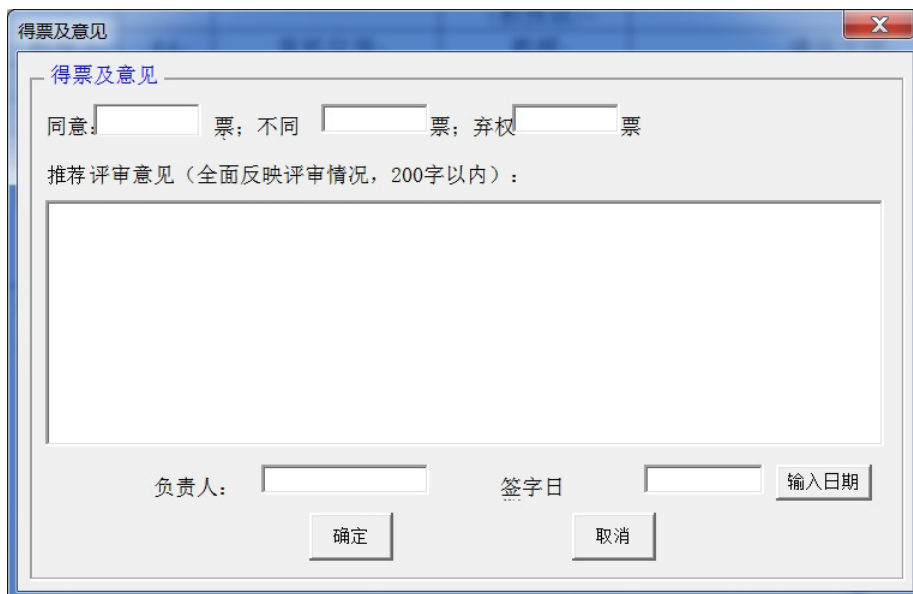 得票及意见
得票及意见
同意: 票；不同 票；弃权 票
推荐评审意见（全面反映评审情况，200字以内）：
负责人： 签字日 输入日期
确定 取消